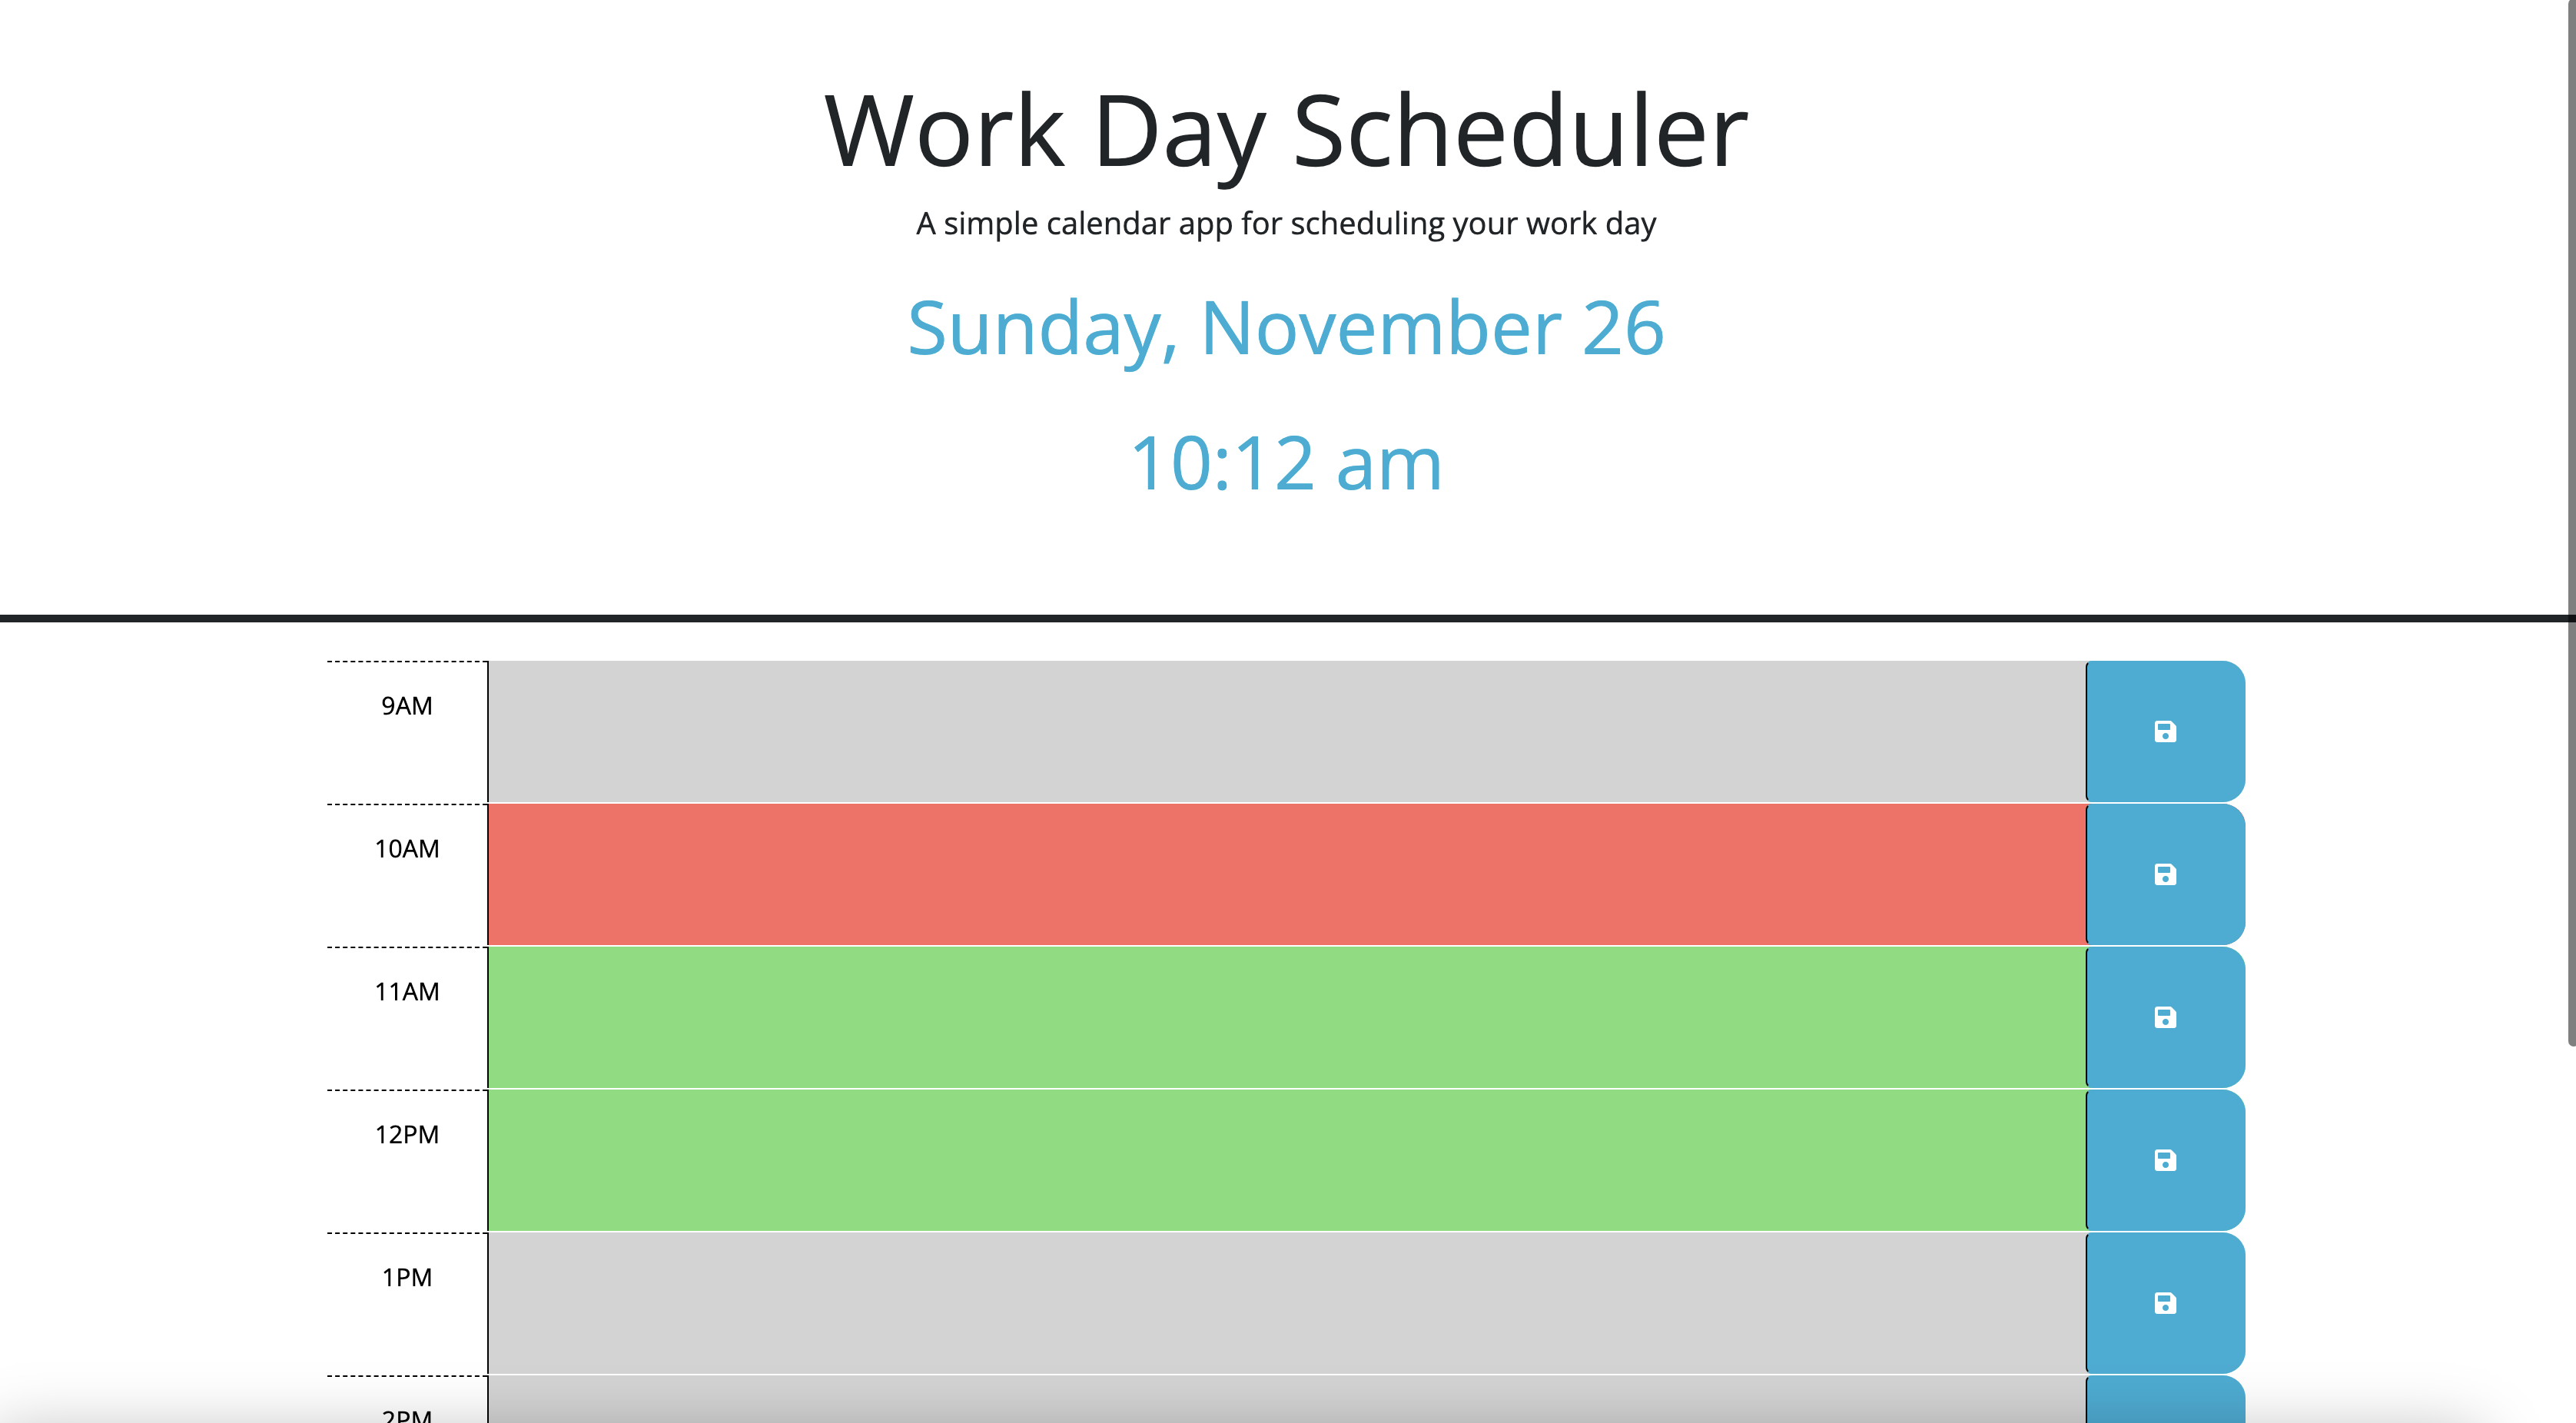 Work Day Scheduler
A simple calendar app for scheduling your work day
Sunday, November 26
10:12 am
9AM
10AM
11AM
12PM
1PM
2PM